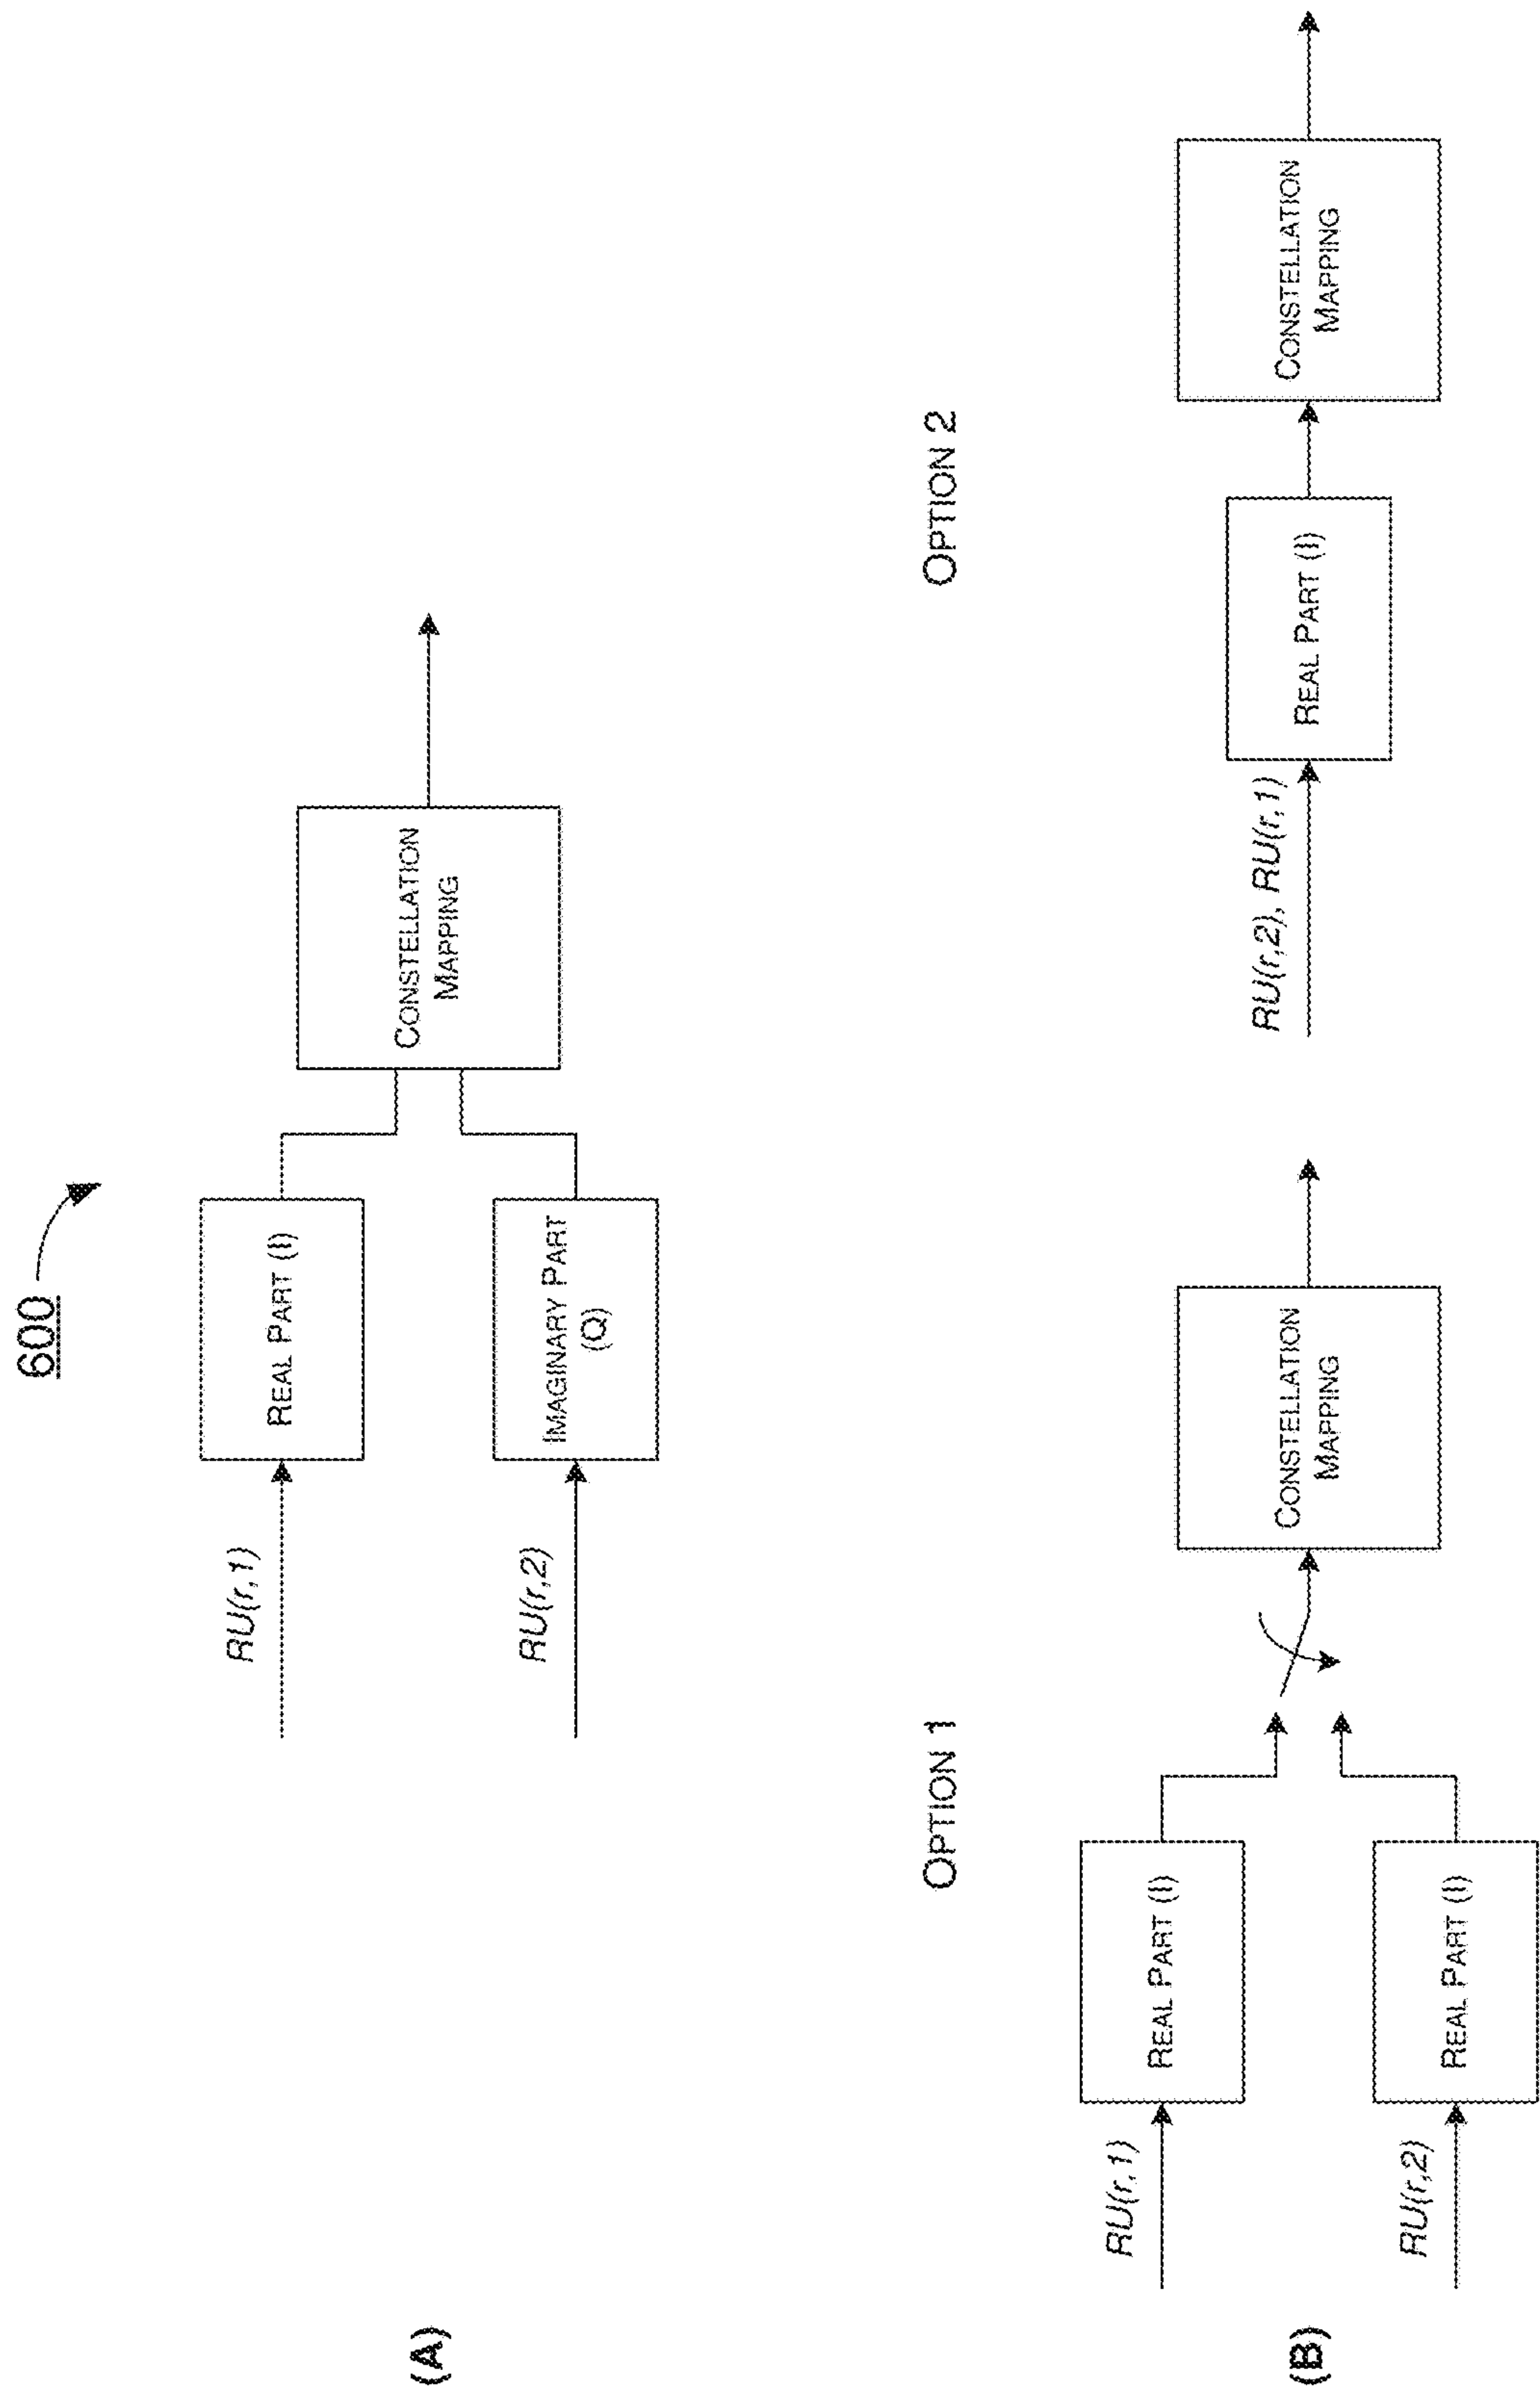 600
(A)
RU(r,1)
REAL PART (I)
RU(r,2)
IMAGINARY PART
(Q)
CONSTELLATION
MAPPING
(B)
OPTION 1
RU(r,1)
REAL PART (I)
RU(r,2)
REAL PART (I)
CONSTELLATION
MAPPING
OPTION 2
RU(r,2), RU(r,1)
REAL PART (I)
CONSTELLATION
MAPPING